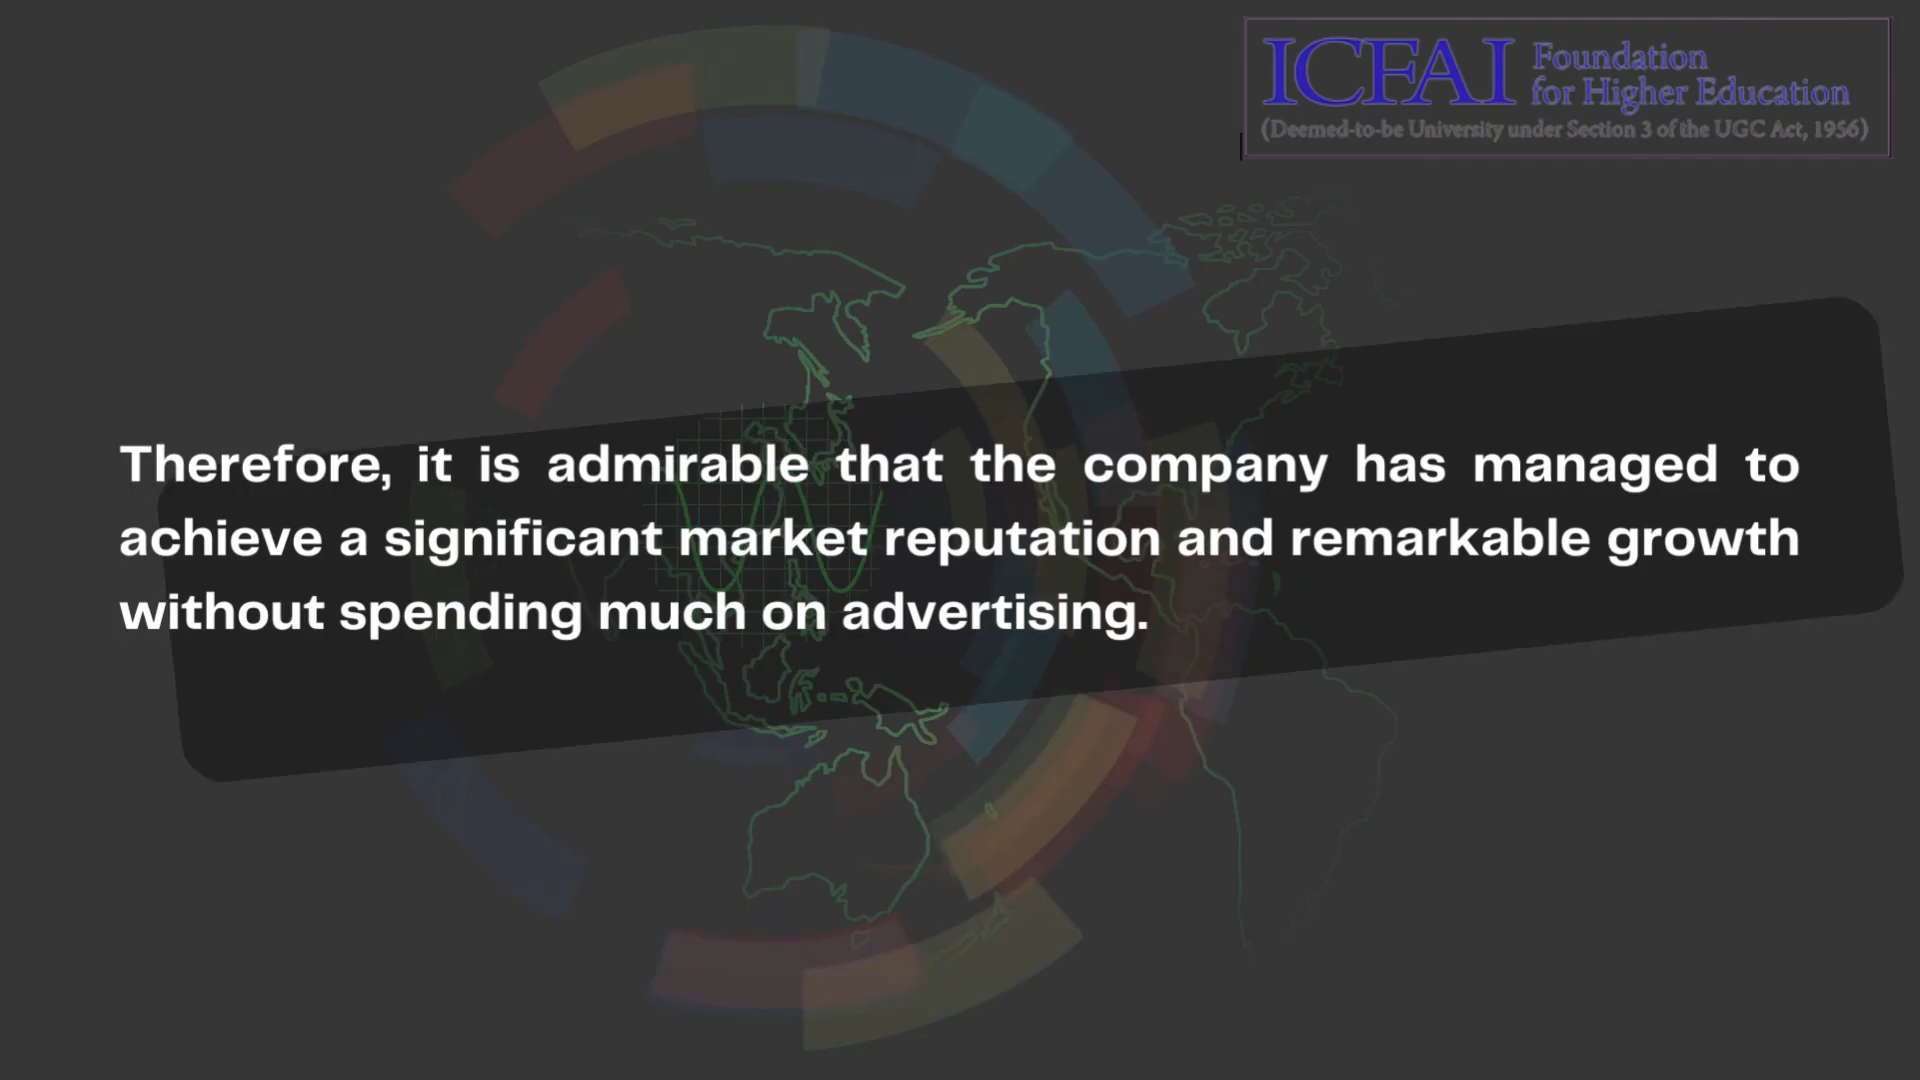 ICFAI Foundation
for Higher Education
(Deemed-to-be University under Section 3 of the UGC Act, 1956)
Therefore, it is admirable that the company has managed to
achieve a significant market reputation and remarkable growth
without spending much on advertising.